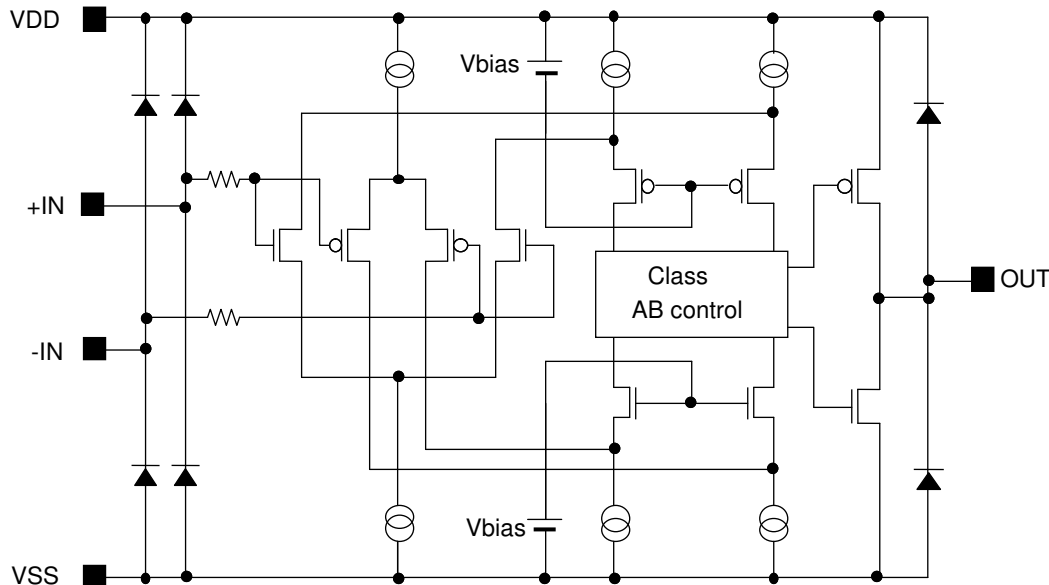 VDD
Vbias
+IN
Class
AB control
OUT
-IN
Vbias
VSS